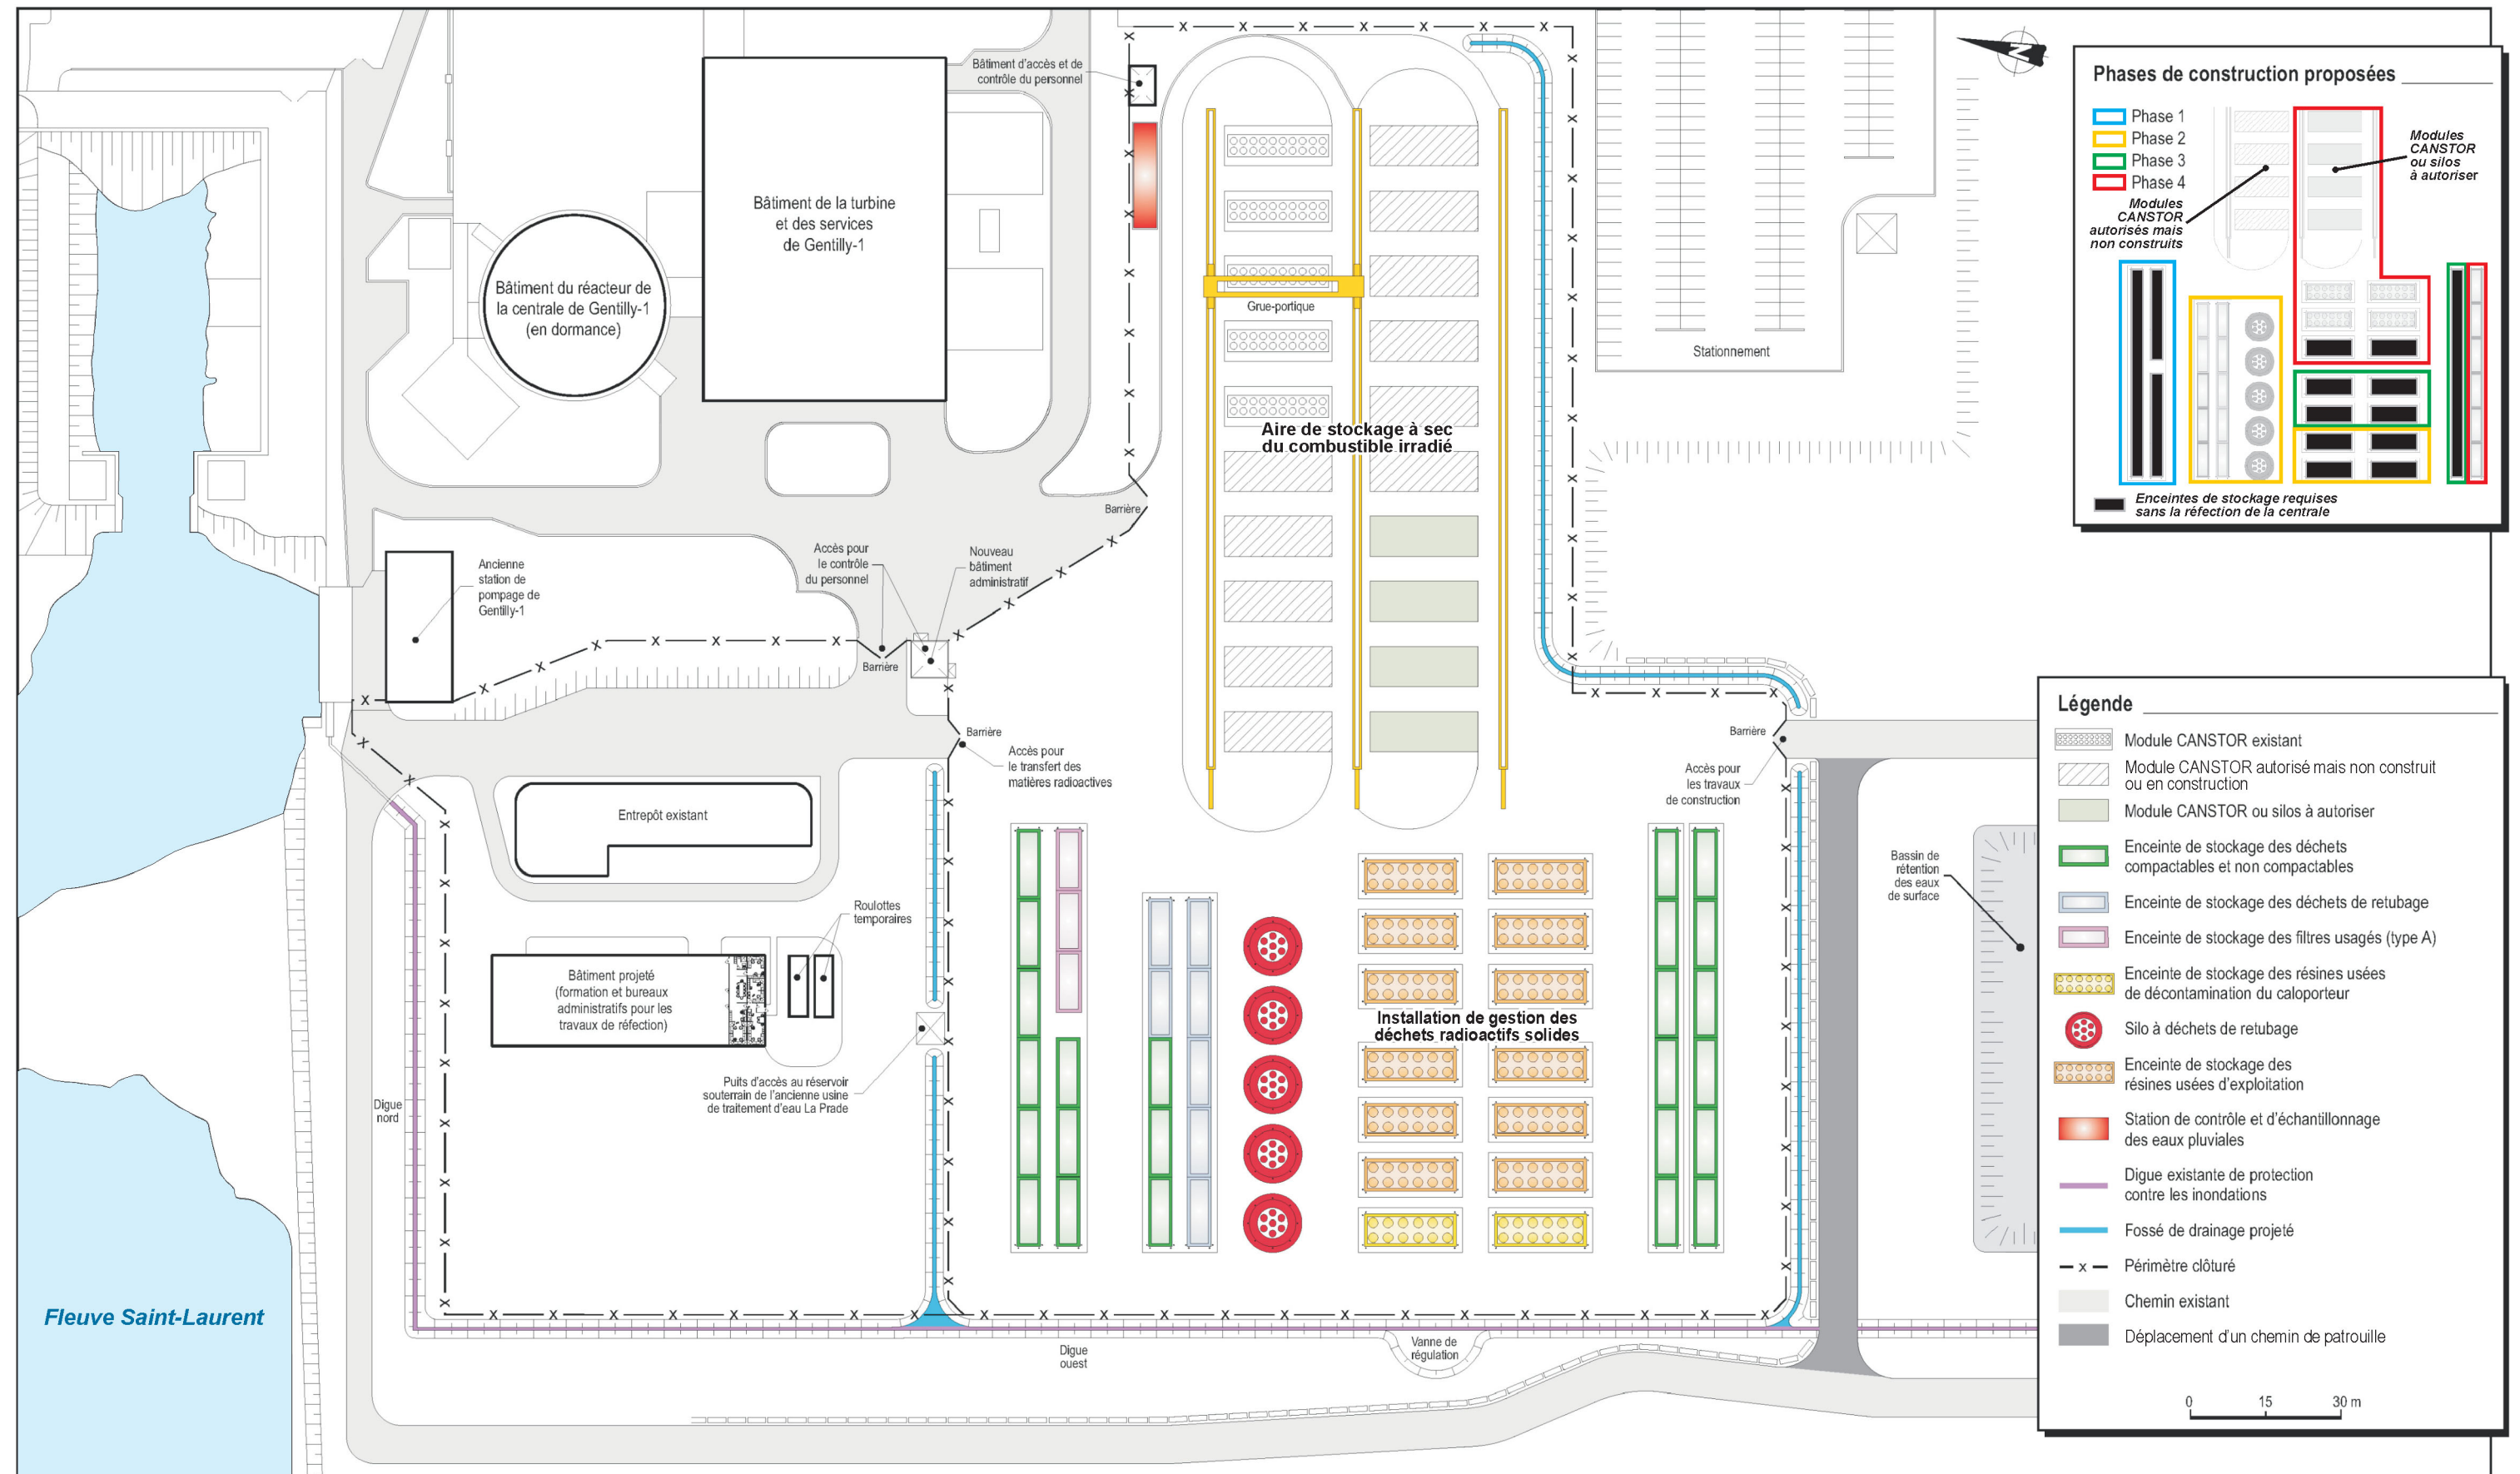 Bâtiment d'accès et de
contrôle du personnel
Bâtiment de la turbine
et des services
de Gentilly-1
Bâtiment du réacteur de
la centrale de Gentilly-1
(en dormance)
Grue-portique
Stationnement
Aire de stockage à sec
du combustible irradié
Barrière
Ancienne
station de
pompage de
Gentilly-1
Accès pour
le contrôle
du personnel
Nouveau
bâtiment
administratif
Barrière
Barrière
Accès pour
le transfert des
matières radioactives
Barrière
Accès pour
les travaux
de construction
Entrepôt existant
Roulottes
temporaires
Bâtiment projeté
(formation et bureaux
administratifs pour les
travaux de réfection)
Puits d'accès au réservoir
souterrain de l'ancienne usine
de traitement d'eau La Prade
Installation de gestion des
déchets radioactifs solides
Bassin de
rétention
des eaux
de surface
Digue
nord
Digue
ouest
Vanne de
régulation
Fleuve Saint-Laurent
N
Phases de construction proposées
Phase 1
Phase 2
Phase 3
Phase 4
Modules
CANSTOR
ou silos
à autoriser
Modules
CANSTOR
autorisés mais
non construits
Enceintes de stockage requises
sans la réfection de la centrale
Légende
Module CANSTOR existant
Module CANSTOR autorisé mais non construit
ou en construction
Module CANSTOR ou silos à autoriser
Enceinte de stockage des déchets
compactables et non compactables
Enceinte de stockage des déchets de retubage
Enceinte de stockage des filtres usagés (type A)
Enceinte de stockage des résines usées
de décontamination du caloporteur
Silo à déchets de retubage
Enceinte de stockage des
résines usées d'exploitation
Station de contrôle et d'échantillonnage
des eaux pluviales
Digue existante de protection
contre les inondations
Fossé de drainage projeté
Périmètre clôturé
Chemin existant
Déplacement d'un chemin de patrouille
0 15 30 m